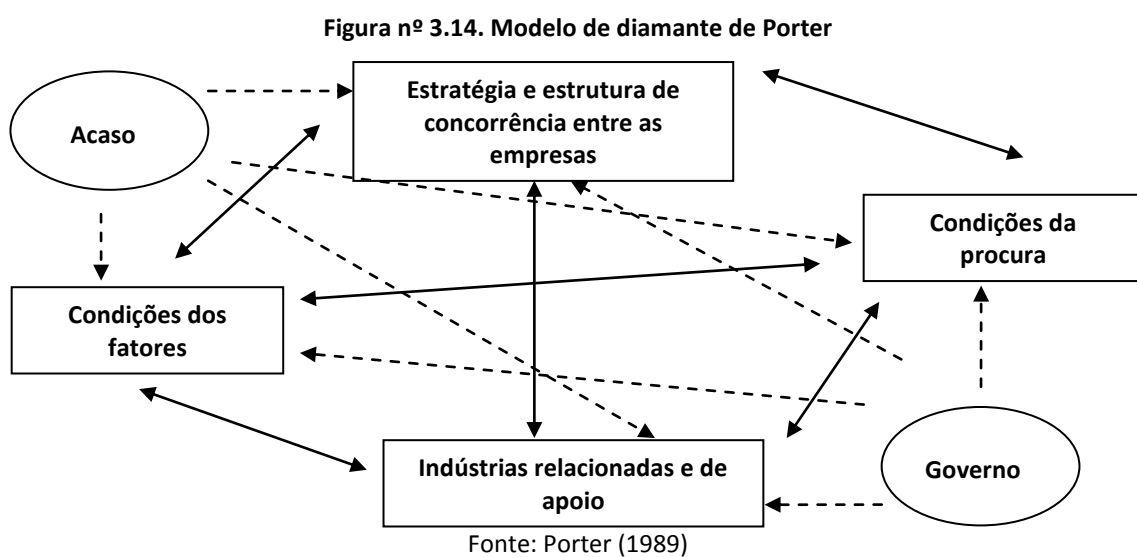 Figura nº 3.14. Modelo de diamante de Porter
Estratégia e estrutura de
concorrência entre as
empresas
Acaso
Condições da
procura
Condições dos
fatores
Indústrias relacionadas e de
apoio
Governo
Fonte: Porter (1989)